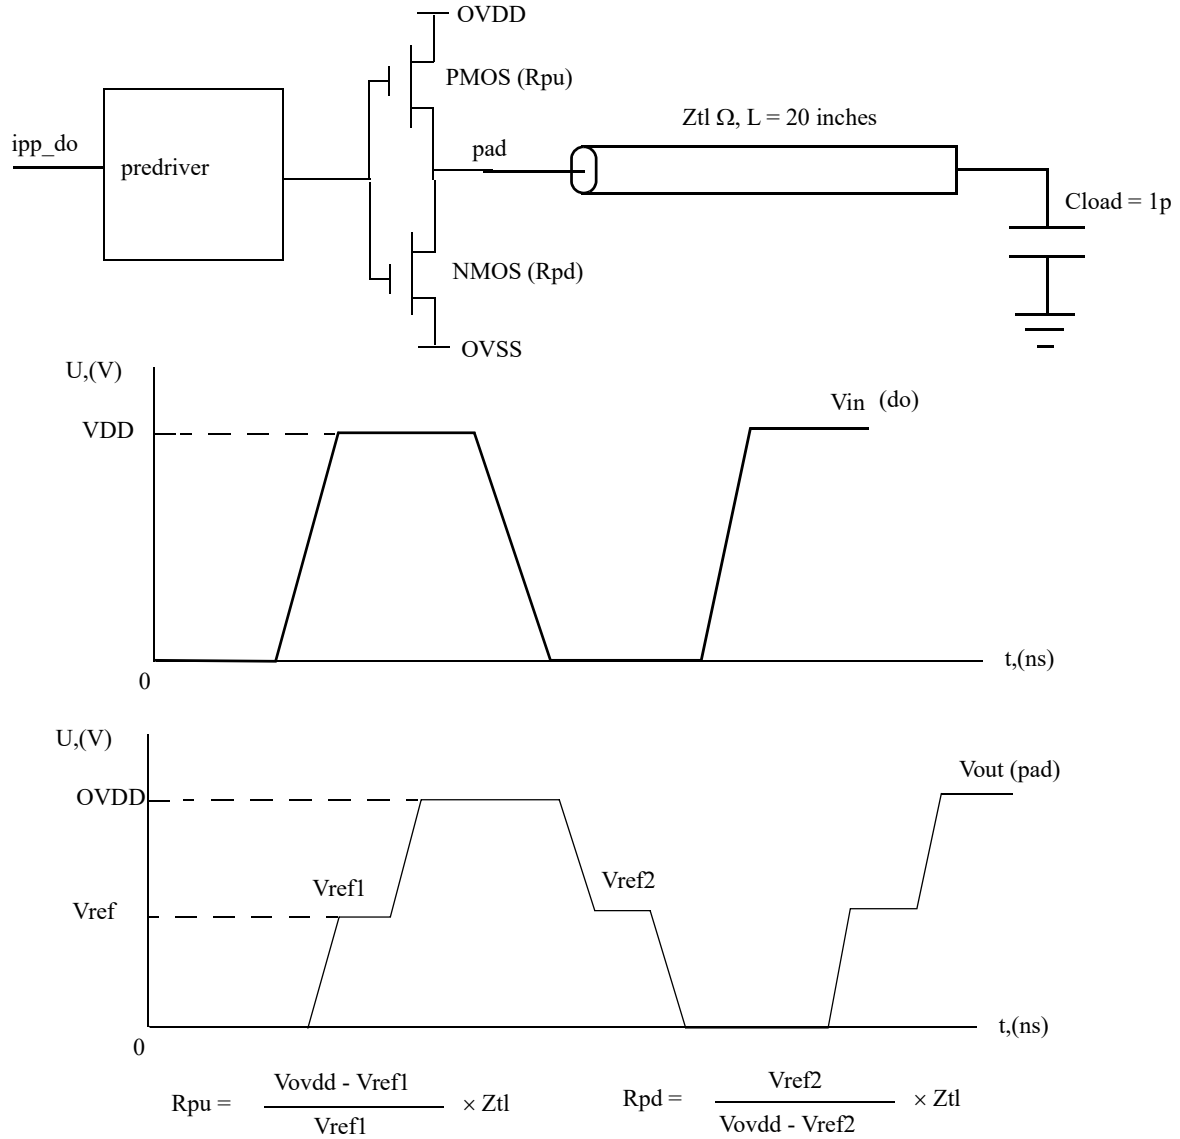 OVDD
PMOS (Rpu)
Ztl Ω, L = 20 inches
ipp_do
predriver
pad
Cload = 1p
NMOS (Rpd)
OVSS
U,(V)
VDD
Vin (do)
t,(ns)
0
U,(V)
OVDD
Vout (pad)
Vref1
Vref2
Vref
t,(ns)
0
Rpu = Vovdd - Vref1 / Vref1 × Ztl
Rpd = Vref2 / Vovdd - Vref2 × Ztl